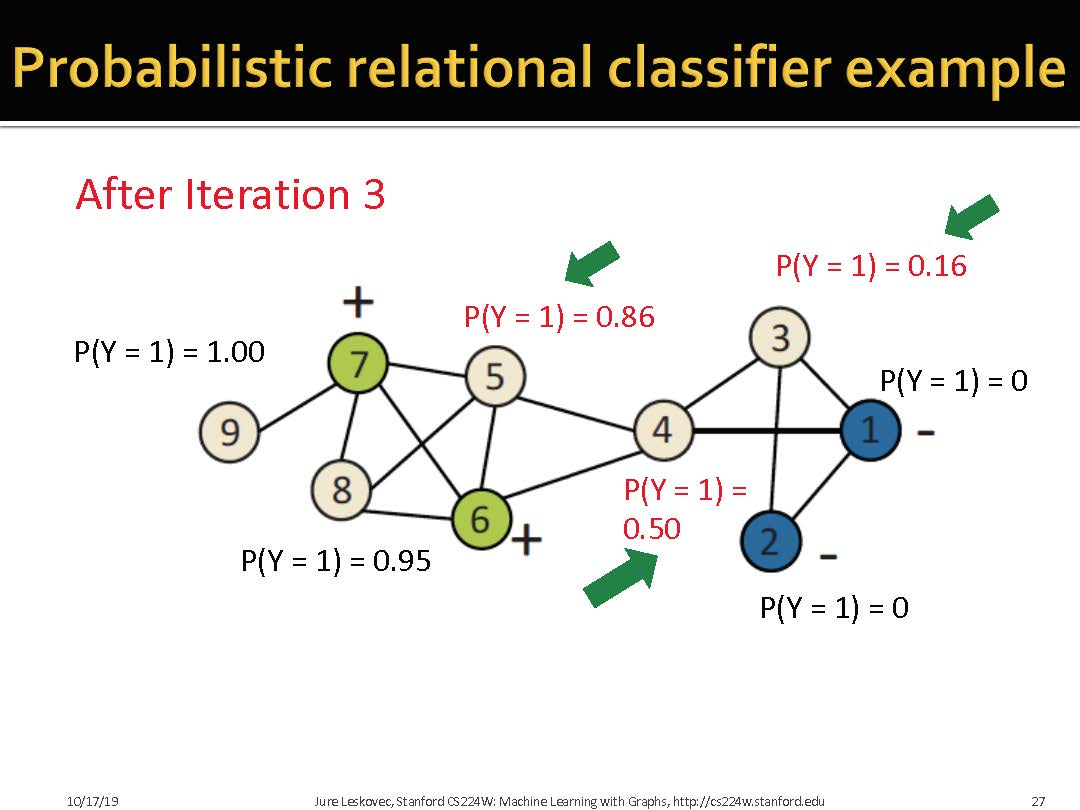 Probabilistic relational classifier example
After Iteration 3
P(Y = 1) = 0.16
+
P(Y = 1) = 0.86
P(Y = 1) = 1.00
7
5
3
P(Y = 1) = 0
9
4
1
-
8
6
+
P(Y = 1) =
0.50
2
-
P(Y = 1) = 0.95
P(Y = 1) = 0
10/17/19
Jure Leskovec, Stanford CS224W: Machine Learning with Graphs, http://cs224w.stanford.edu
27